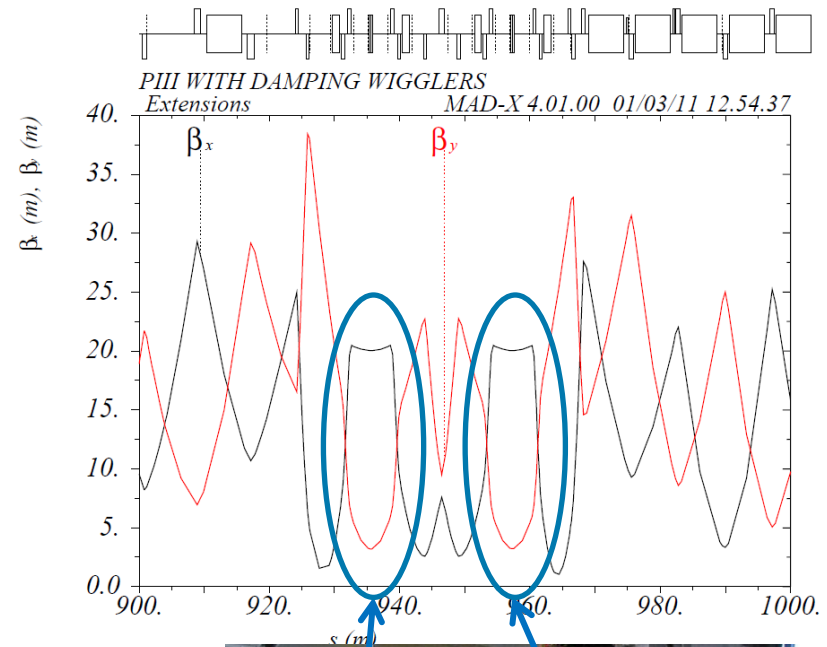 PIII WITH DAMPING WIGGLERS
Extensions MAD-X 4.01.00 01/03/11 12.54.37
βx (m), βy (m)
βx
βy
40.
35.
30.
25.
20.
15.
10.
5.
0.0
900. 920. 940. 960. 980. 1000.
s (m)